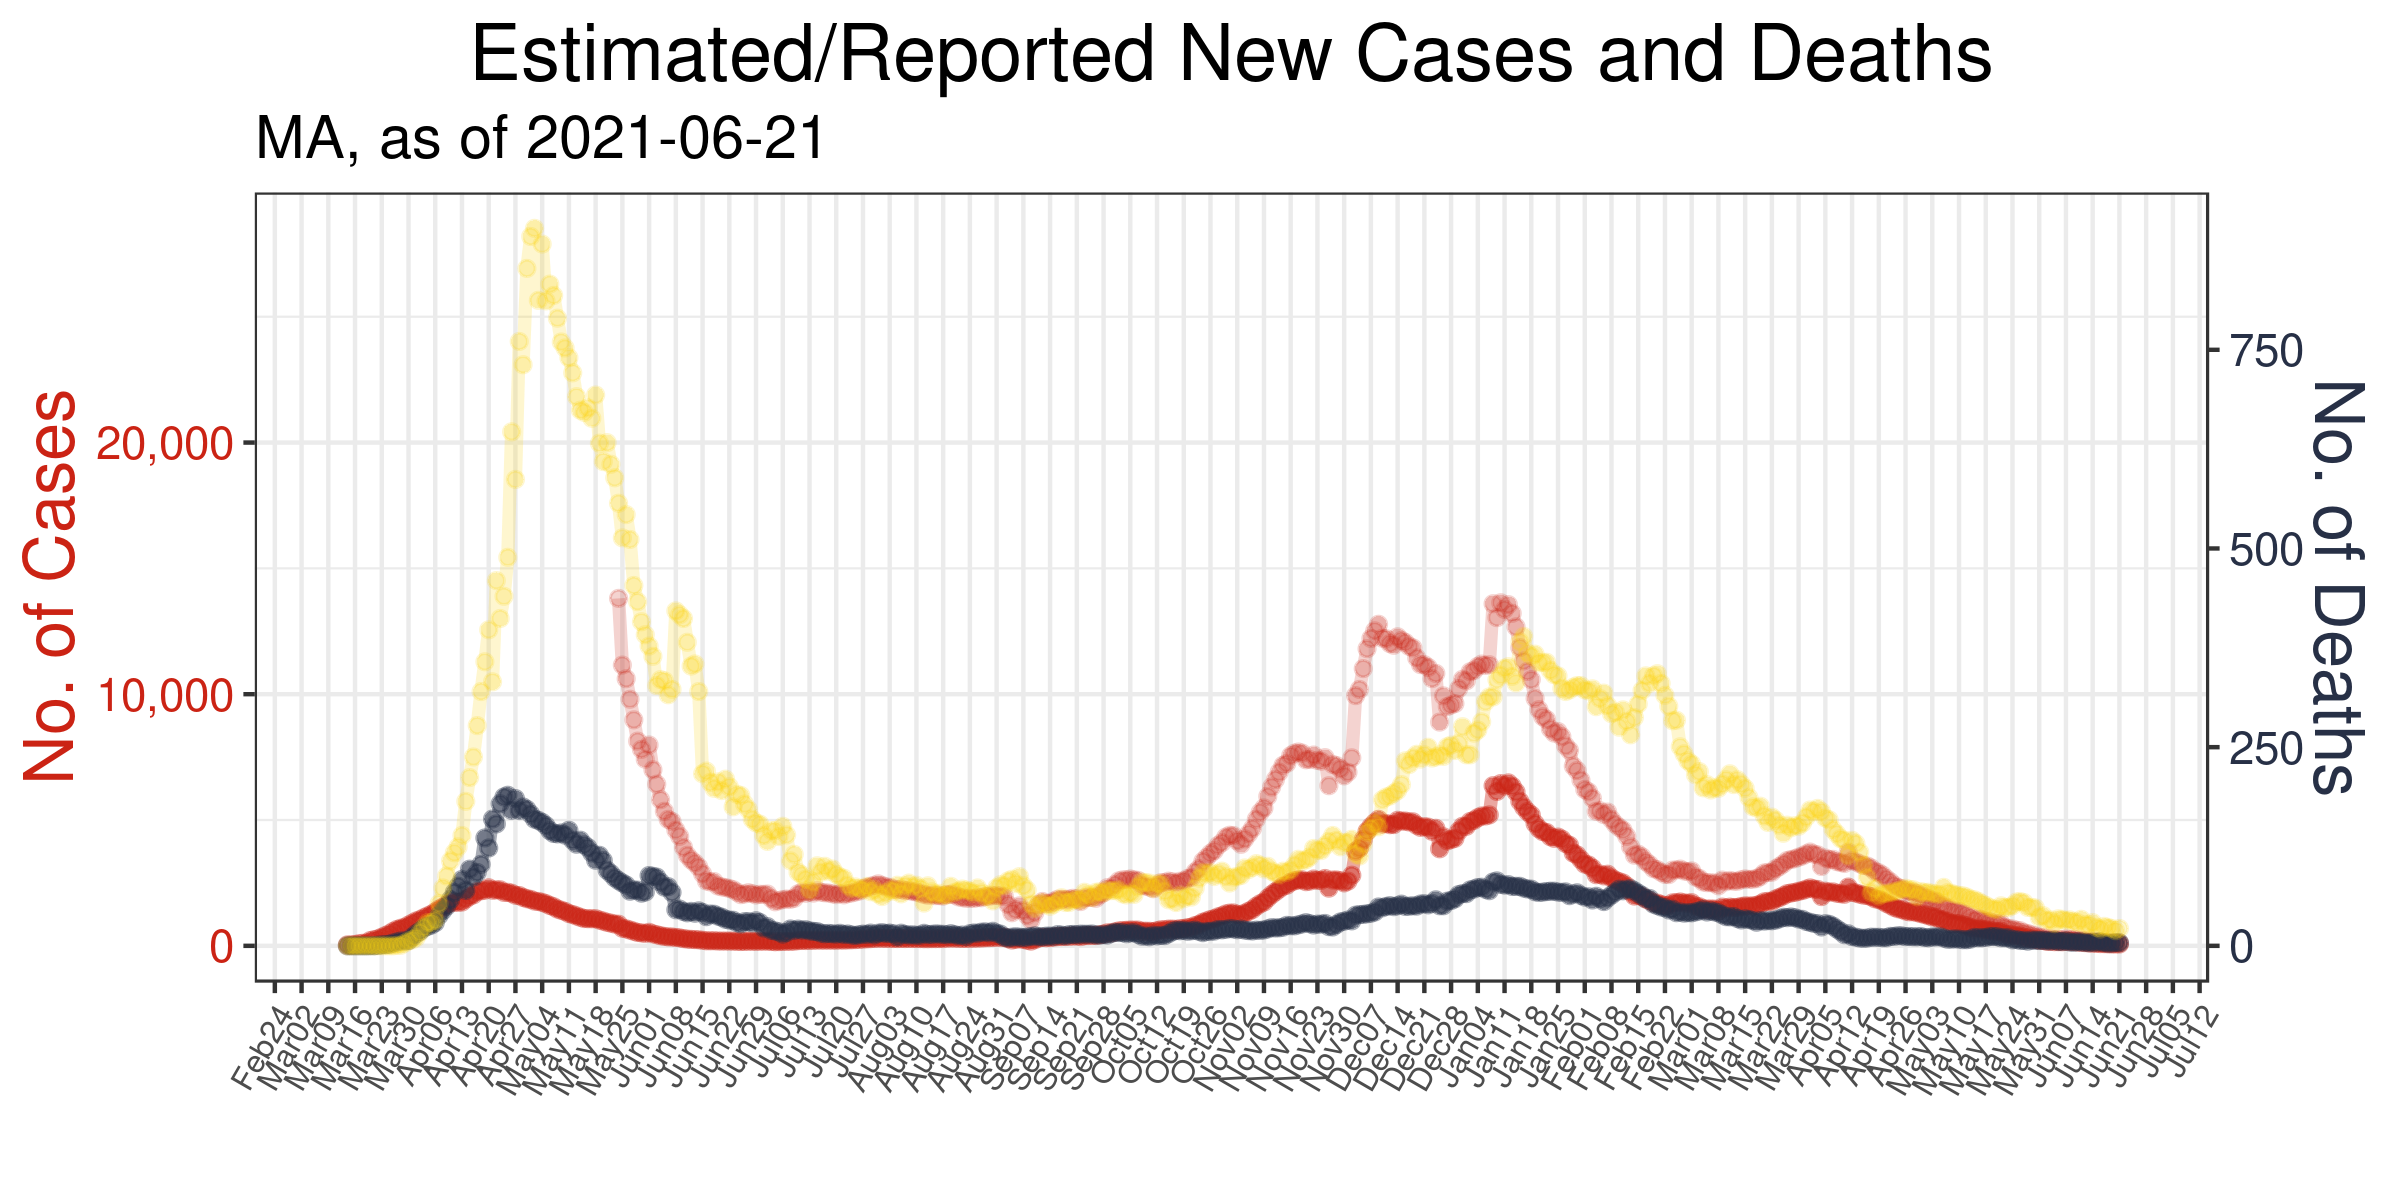 Estimated/Reported New Cases and Deaths
MA, as of 2021-06-21
No. of Cases
20,000
10,000
0
750
500
250
0
No. of Deaths
Feb24
Mar02
Mar09
Mar16
Mar23
Mar30
Apr06
Apr13
Apr20
Apr27
May04
May11
May18
May25
Jun01
Jun08
Jun15
Jun22
Jun29
Jul06
Jul13
Jul20
Jul27
Aug03
Aug10
Aug17
Aug24
Aug31
Sep07
Sep14
Sep21
Sep28
Oct05
Oct12
Oct19
Oct26
Nov02
Nov09
Nov16
Nov23
Nov30
Dec07
Dec14
Dec21
Dec28
Jan04
Jan11
Jan18
Jan25
Feb01
Feb08
Feb15
Feb22
Mar01
Mar08
Mar15
Mar22
Mar29
Apr05
Apr12
Apr19
Apr26
May03
May10
May17
May24
May31
Jun07
Jun14
Jun21
Jun28
Jul05
Jul12